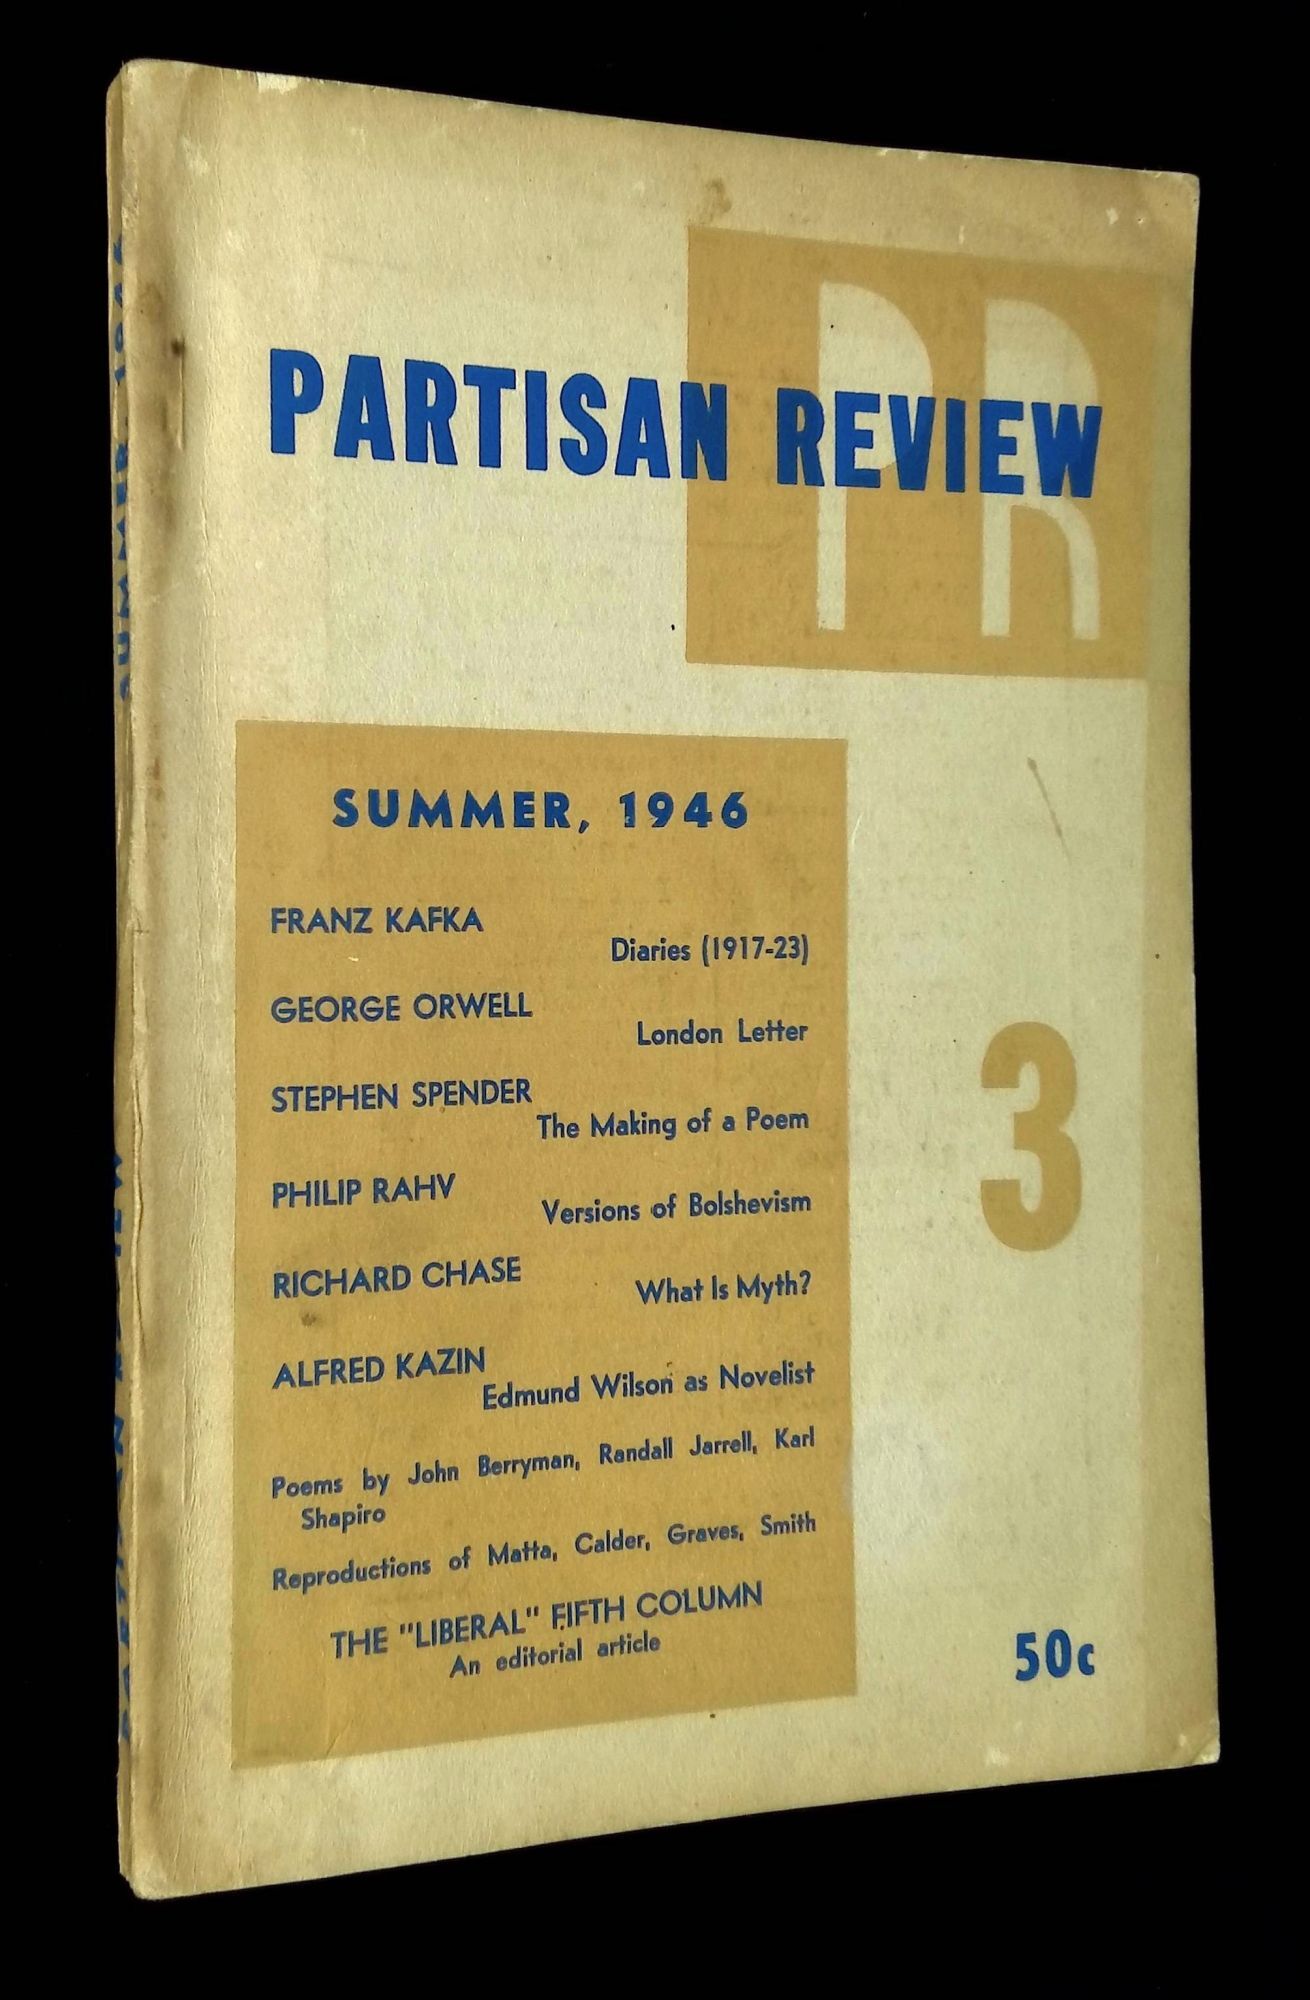 PR
PARTISAN REVIEW
SUMMER, 1946
FRANZ KAFKA
Diaries (1917-23)
GEORGE ORWELL
London Letter
STEPHEN SPENDER
The Making of a Poem
PHILIP RAHV
Versions of Bolshevism
RICHARD CHASE
What Is Myth?
ALFRED KAZIN
Edmund Wilson as Novelist
Poems by John Berryman, Randall Jarrell, Karl
Shapiro
Reproductions of Matta, Calder, Graves, Smith
THE "LIBERAL" FIFTH COLUMN
An editorial article
3
50c
PARTISAN REVIEW SUMMER 1946